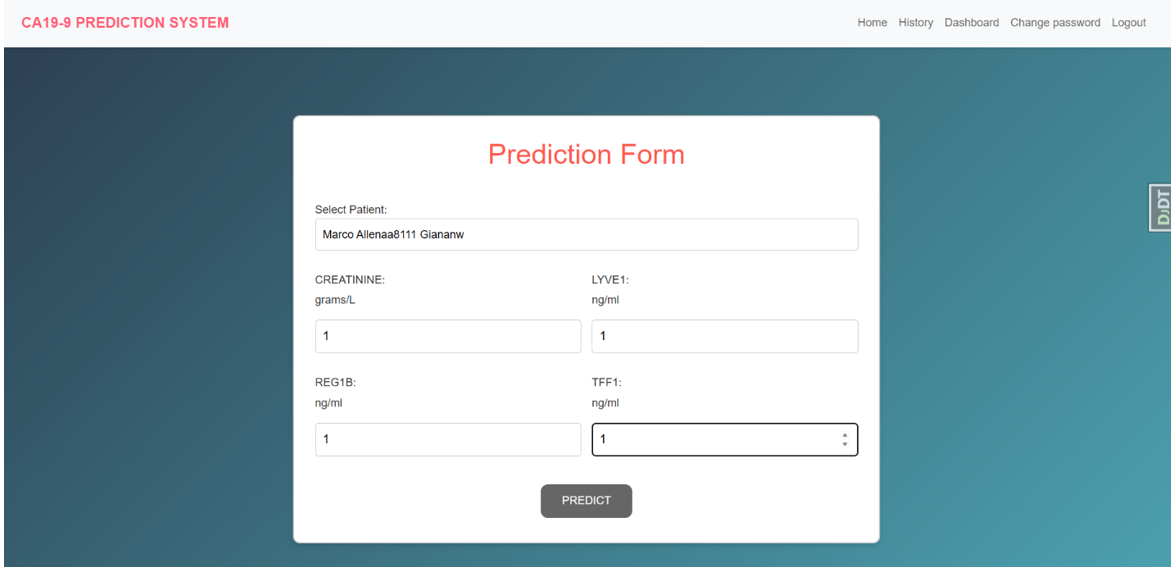 CA19-9 PREDICTION SYSTEM
Home History Dashboard Change password Logout
Prediction Form
Select Patient:
Marco Allenaa8111 Giananw
CREATININE: LYVE1:
grams/L ng/ml
1 1
REG1B: TFF1:
ng/ml ng/ml
1 1
PREDICT
DJDT